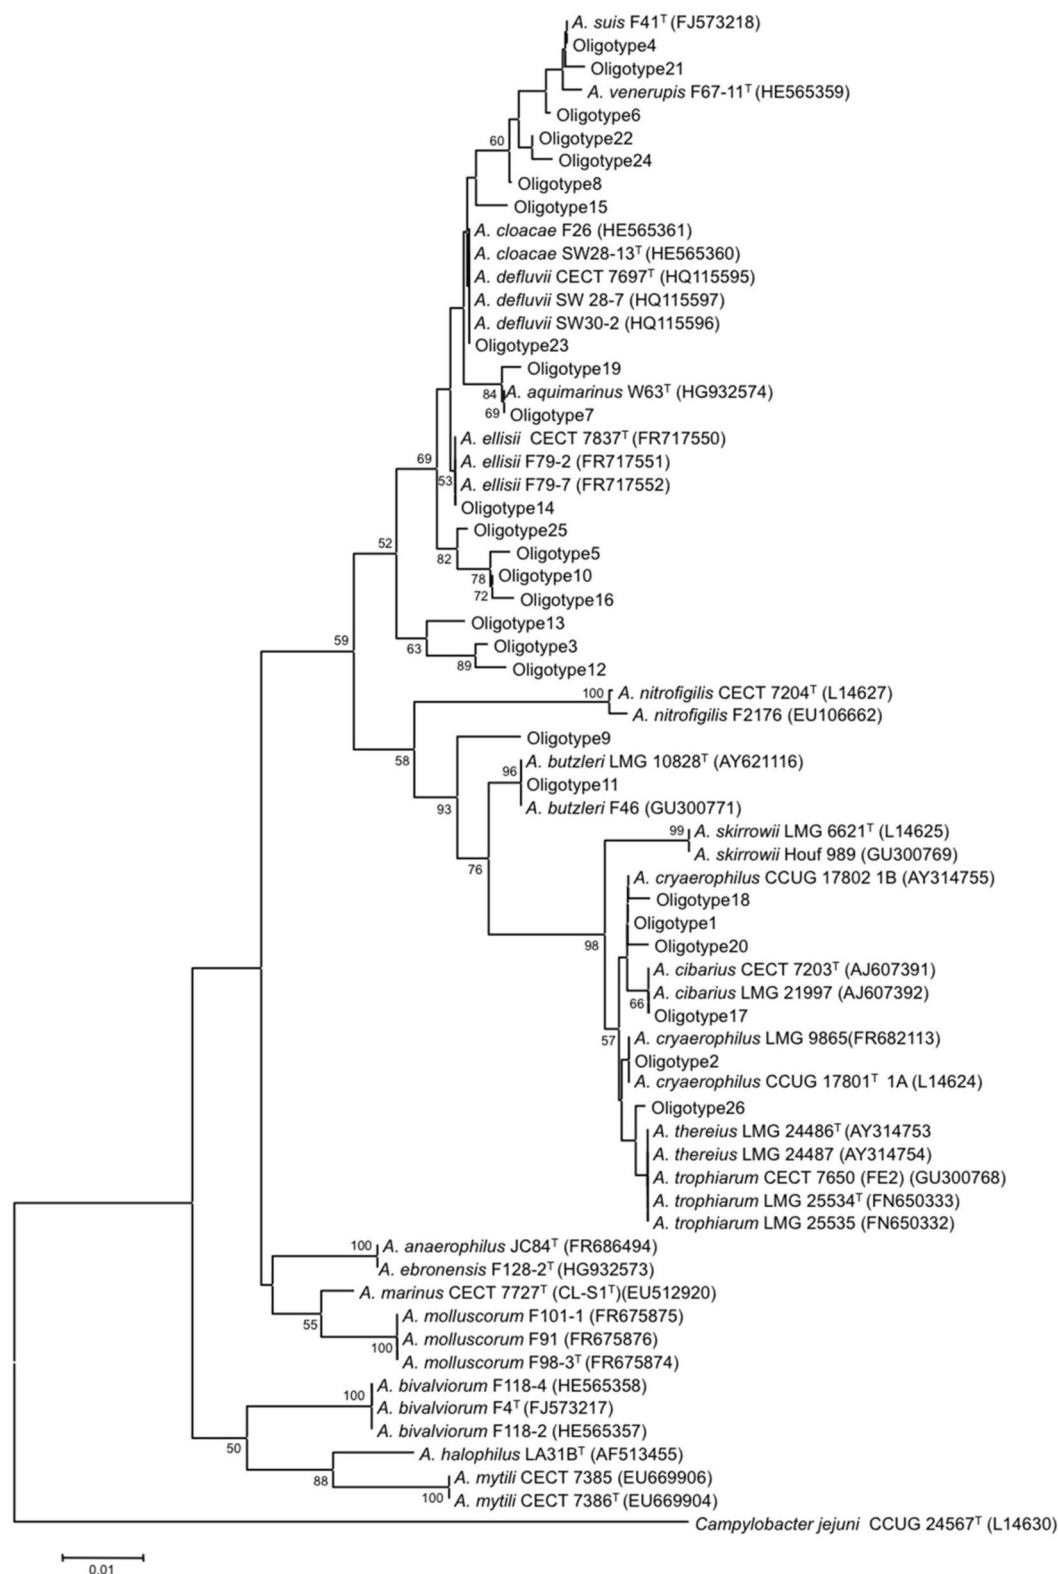 A. suis F41ᵀ (FJ573218)
Oligotype4
Oligotype21
A. venerupis F67-11ᵀ (HE565359)
Oligotype6
Oligotype22
60
Oligotype24
Oligotype8
Oligotype15
A. cloacae F26 (HE565361)
A. cloacae SW28-13ᵀ (HE565360)
A. defluvii CECT 7697ᵀ (HQ115595)
A. defluvii SW 28-7 (HQ115597)
A. defluvii SW30-2 (HQ115596)
Oligotype23
Oligotype19
84 A. aquimarinus W63ᵀ (HG932574)
69 Oligotype7
A. ellisii CECT 7837ᵀ (FR717550)
69 A. ellisii F79-2 (FR717551)
53 A. ellisii F79-7 (FR717552)
Oligotype14
Oligotype25
52
82 Oligotype5
78 Oligotype10
72 Oligotype16
Oligotype13
59 63 Oligotype3
89 Oligotype12
100 A. nitrofigilis CECT 7204ᵀ (L14627)
A. nitrofigilis F2176 (EU106662)
Oligotype9
58 A. butzleri LMG 10828ᵀ (AY621116)
96 Oligotype11
93 A. butzleri F46 (GU300771)
99 A. skirrowii LMG 6621ᵀ (L14625)
A. skirrowii Houf 989 (GU300769)
76 A. cryaerophilus CCUG 17802 1B (AY314755)
Oligotype18
Oligotype1
98 Oligotype20
A. cibarius CECT 7203ᵀ (AJ607391)
66 A. cibarius LMG 21997 (AJ607392)
Oligotype17
57 A. cryaerophilus LMG 9865(FR682113)
Oligotype2
A. cryaerophilus CCUG 17801ᵀ 1A (L14624)
Oligotype26
A. thereius LMG 24486ᵀ (AY314753
A. thereius LMG 24487 (AY314754)
A. trophiarum CECT 7650 (FE2) (GU300768)
A. trophiarum LMG 25534ᵀ (FN650333)
A. trophiarum LMG 25535 (FN650332)
100 A. anaerophilus JC84ᵀ (FR686494)
A. ebronensis F128-2ᵀ (HG932573)
A. marinus CECT 7727ᵀ (CL-S1ᵀ)(EU512920)
55 A. molluscorum F101-1 (FR675875)
100 A. molluscorum F91 (FR675876)
A. molluscorum F98-3ᵀ (FR675874)
100 A. bivalviorum F118-4 (HE565358)
A. bivalviorum F4ᵀ (FJ573217)
A. bivalviorum F118-2 (HE565357)
50 A. halophilus LA31Bᵀ (AF513455)
88 A. mytili CECT 7385 (EU669906)
100 A. mytili CECT 7386ᵀ (EU669904)
Campylobacter jejuni CCUG 24567ᵀ (L14630)
0.01